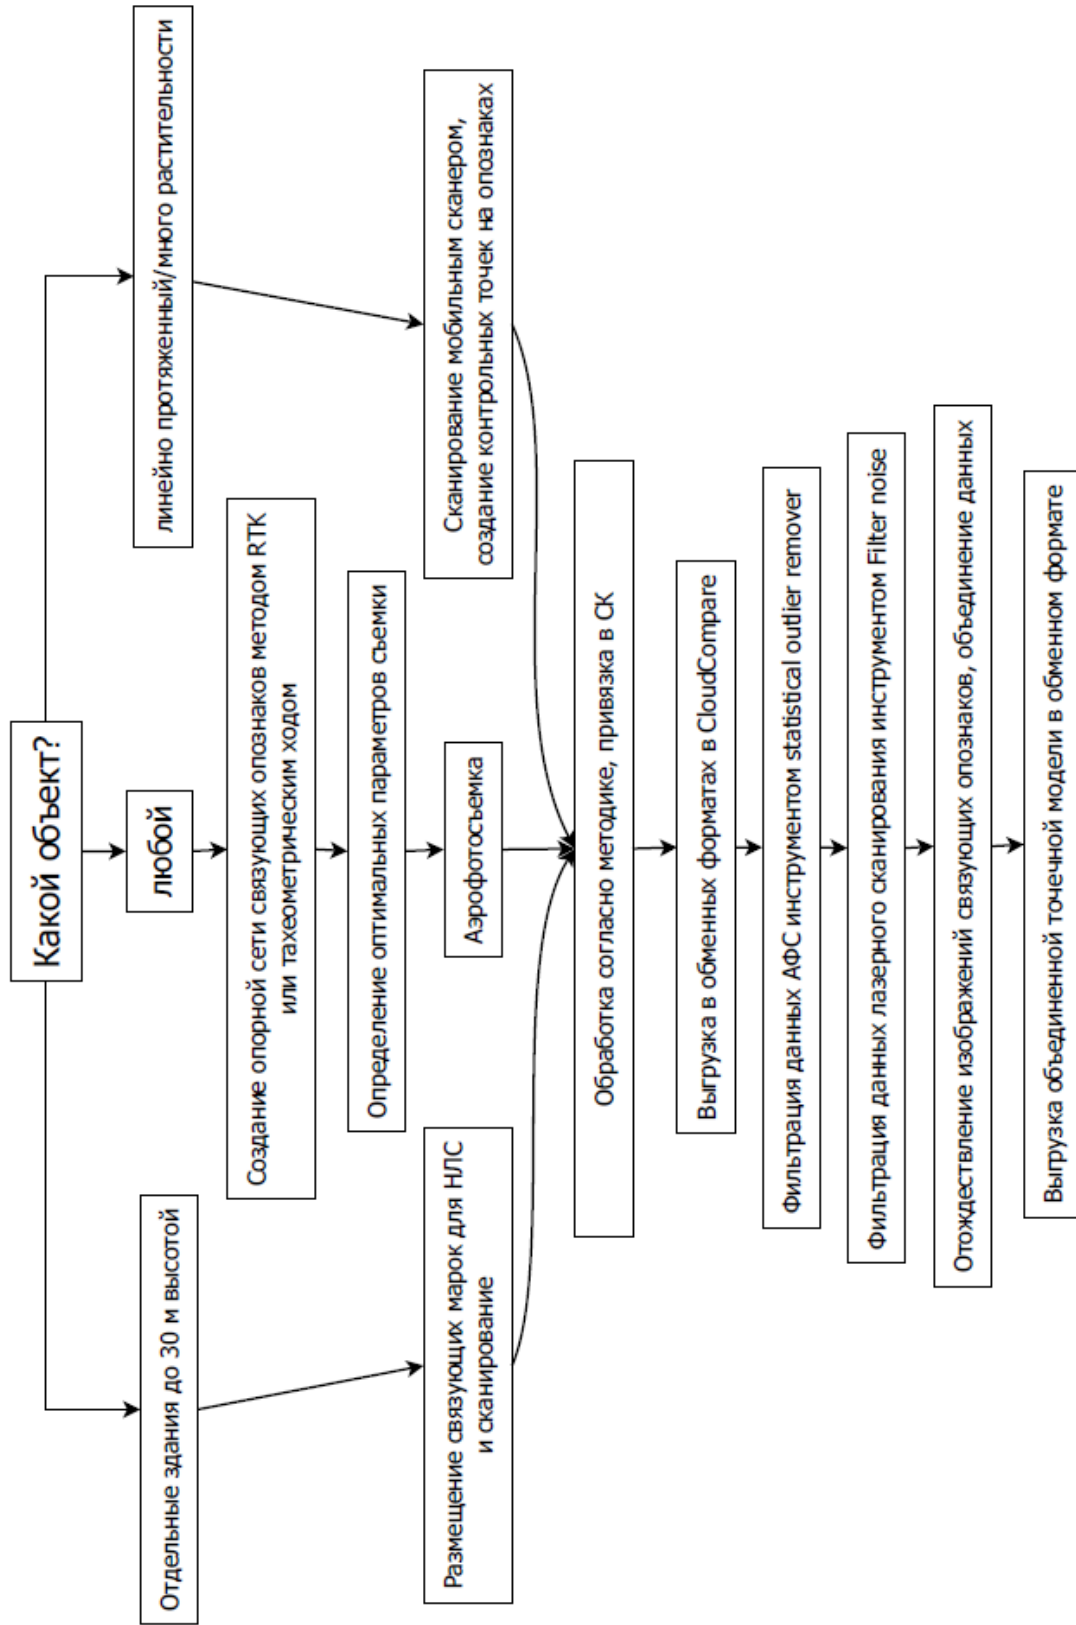 Какой объект?
Отдельные здания до 30 м высотой
любой
линейно протяженный/много растительности
Создание опорной сети связующих опознаков методом RTK
или тахеометрическим ходом
Определение оптимальных параметров съемки
Размещение связующих марок для НЛС
и сканирование
Аэрофотосъемка
Сканирование мобильным сканером,
создание контрольных точек на опознаках
Обработка согласно методике, привязка в СК
Выгрузка в обменных форматах в CloudCompare
Фильтрация данных АФС инструментом statistical outlier remover
Фильтрация данных лазерного сканирования инструментом Filter noise
Отождествление изображений связующих опознаков, объединение данных
Выгрузка объединенной точечной модели в обменном формате